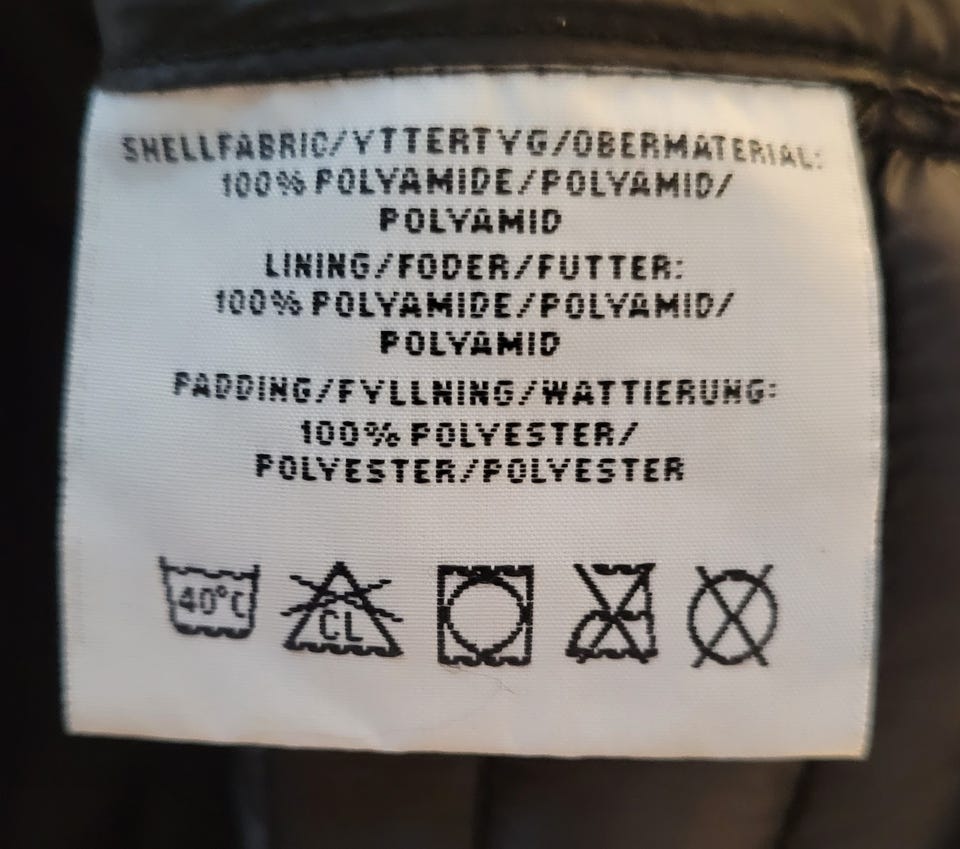 SHELLFABRIC/YTTERTYG/OBERMATERIAL:
100% POLYAMIDE/POLYAMID/
POLYAMID
LINING/FODER/FUTTER:
100% POLYAMIDE/POLYAMID/
POLYAMID
PADDING/FYLLNING/WATTIERUNG:
100% POLYESTER/
POLYESTER/POLYESTER
40°C CL